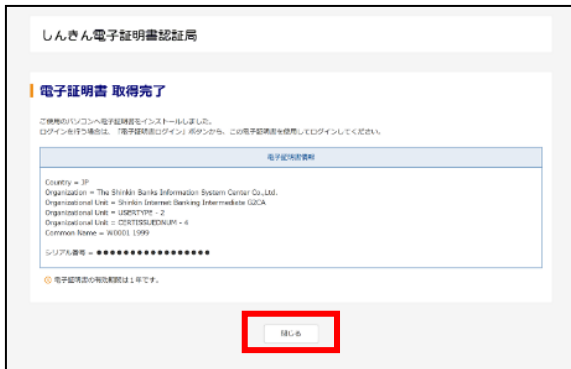 しんきん電子証明書認証局
電子証明書 取得完了
ご使用のパソコンへ電子証明書をインストールしました。
ログインを行う場合は、「電子証明書ログイン」ボタンから、この電子証明書を使用してログインしてください。
電子証明書情報
Country = JP
Organization = The Shinkin Banks Information System Center Co.,Ltd.
Organizational Unit = Shinkin Internet Banking Intermediate G2CA
Organizational Unit = USERTYPE - 2
Organizational Unit = CERTISSUEDNUM - 4
Common Name = W0001 1999
シリアル番号 = ●●●●●●●●●●●●●●●●●
電子証明書の有効期間は1年です。
閉じる